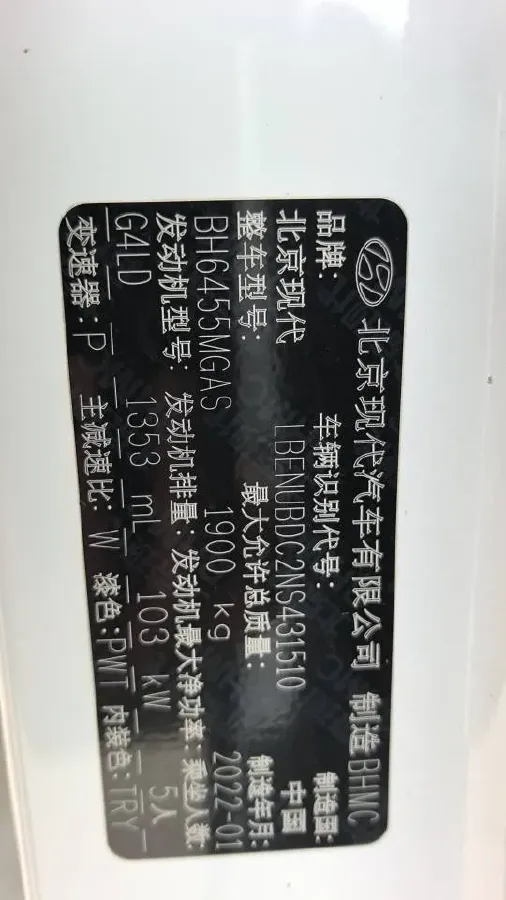 北京现代汽车有限公司 制造 BHMC
品牌: 车辆识别代号: 制造国:
北京现代 LBENUBDC2NS431510 中国
整车型号: 最大允许总质量: 制造年月:
BH6455MGAS 1900 kg 2022-01
发动机型号: 发动机排量: 发动机最大净功率: 乘坐人数:
G4LD 1353 mL 103 kW 5人
变速器: P 主减速比: W 漆色: PWT 内装色: TRY